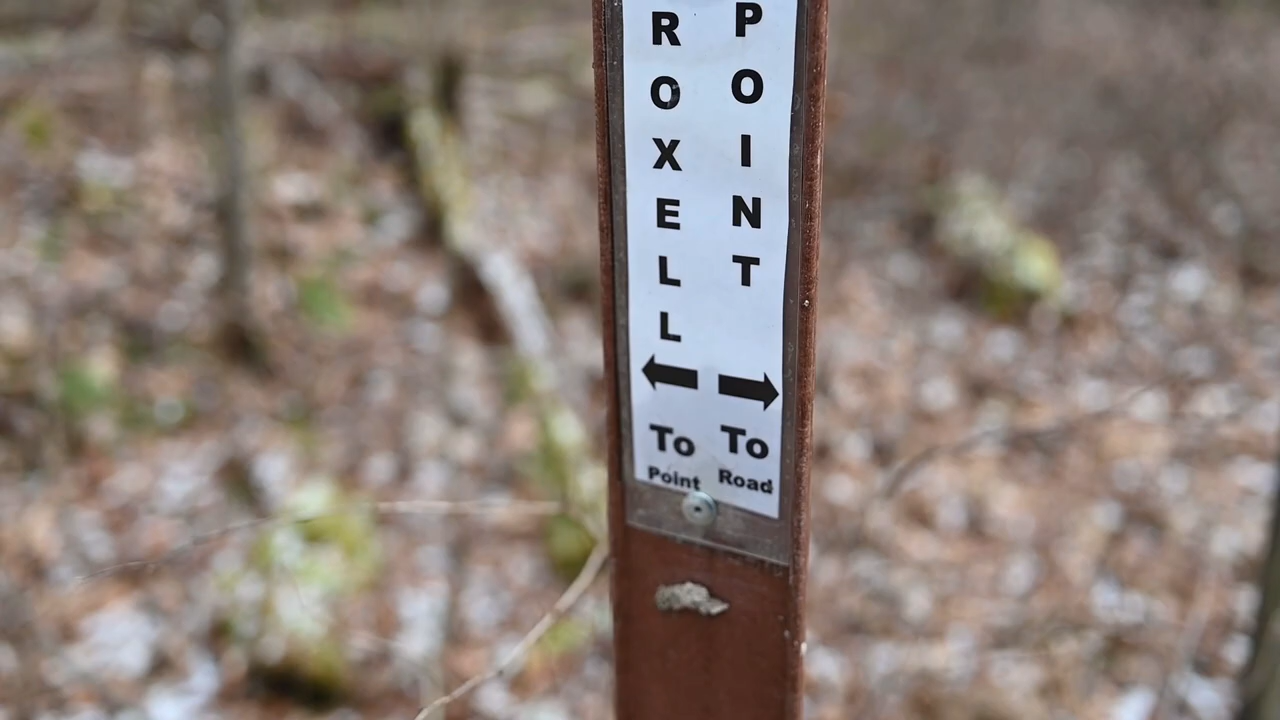 ROXELL
POINT
To
Point
To
Road